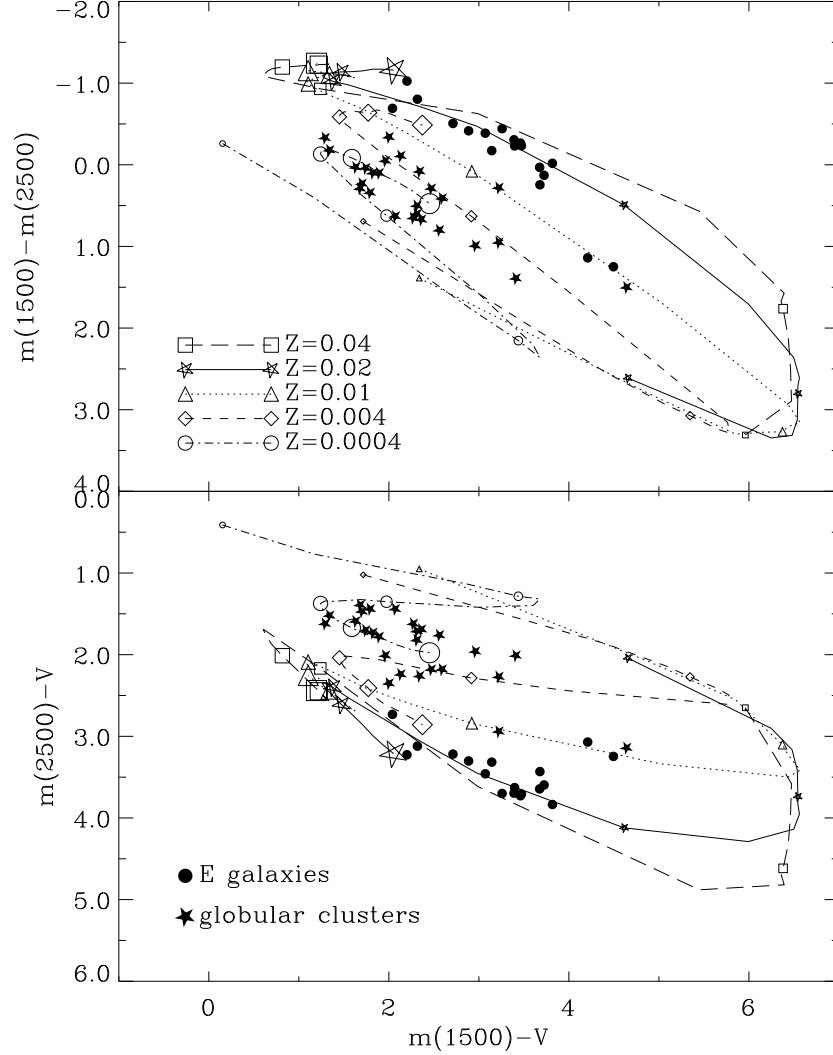 -2.0
-1.0
0.0
1.0
2.0
3.0
4.0
m(1500)-m(2500)
Z=0.04
Z=0.02
Z=0.01
Z=0.004
Z=0.0004
0.0
1.0
2.0
3.0
4.0
5.0
6.0
m(2500)-V
E galaxies
globular clusters
0 2 4 6
m(1500)-V